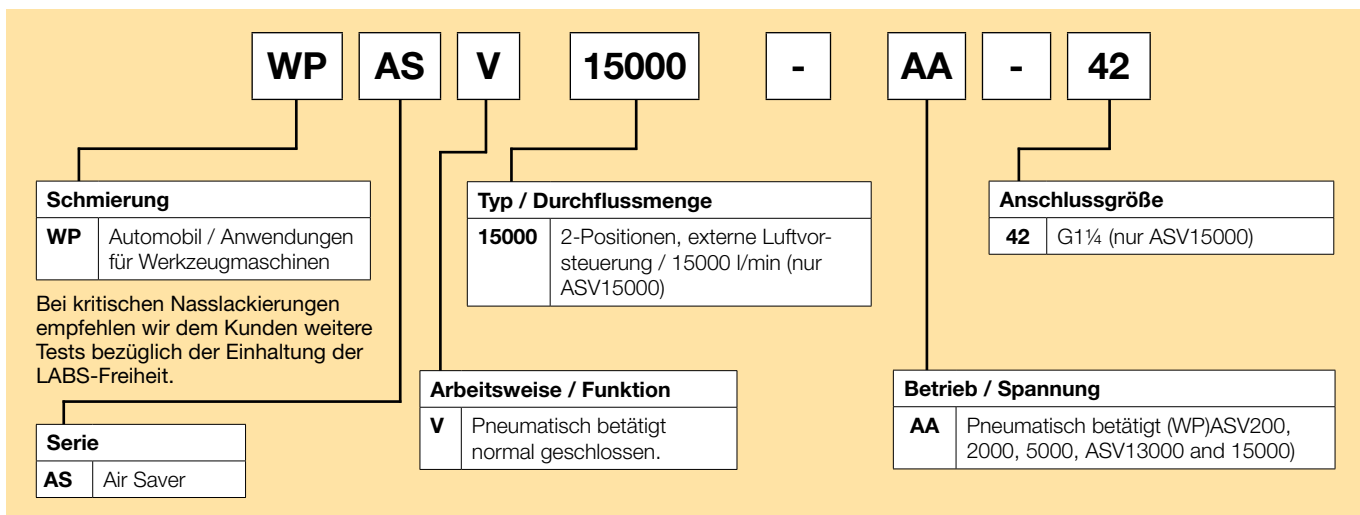 WP AS V 15000 - AA - 42
Schmierung
WP Automobil / Anwendungen
für Werkzeugmaschinen
Bei kritischen Nasslackierungen
empfehlen wir dem Kunden weitere
Tests bezüglich der Einhaltung der
LABS-Freiheit.
Serie
AS Air Saver
Arbeitsweise / Funktion
V Pneumatisch betätigt
normal geschlossen.
Typ / Durchflussmenge
15000 2-Positionen, externe Luftvor-
steuerung / 15000 l/min (nur
ASV15000)
Betrieb / Spannung
AA Pneumatisch betätigt (WP)ASV200,
2000, 5000, ASV13000 and 15000)
Anschlussgröße
42 G1¼ (nur ASV15000)